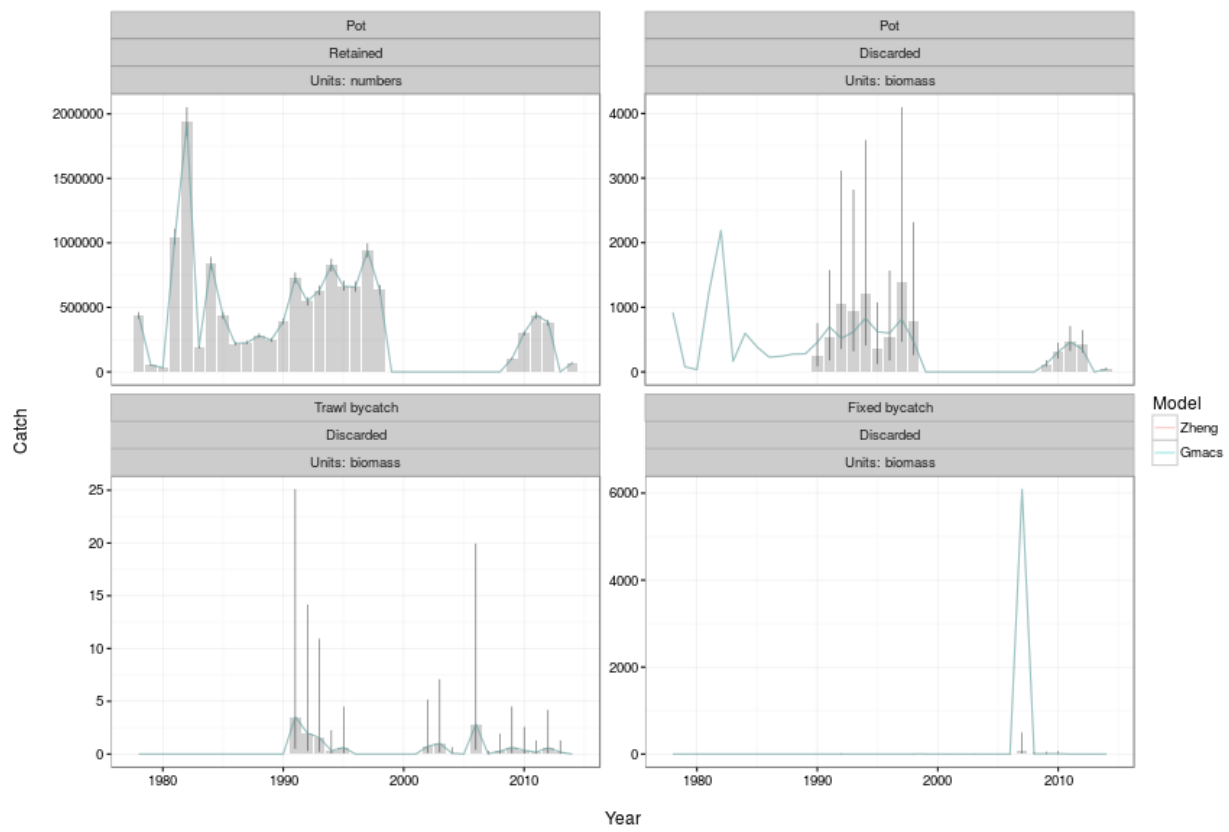 Pot
Retained
Units: numbers
2000000
1500000
1000000
500000
0
Pot
Discarded
Units: biomass
4000
3000
2000
1000
0
Trawl bycatch
Discarded
Units: biomass
25
20
15
10
5
0
1980 1990 2000 2010
Fixed bycatch
Discarded
Units: biomass
6000
4000
2000
0
1980 1990 2000 2010
Catch
Year
Model
Zheng
Gmacs